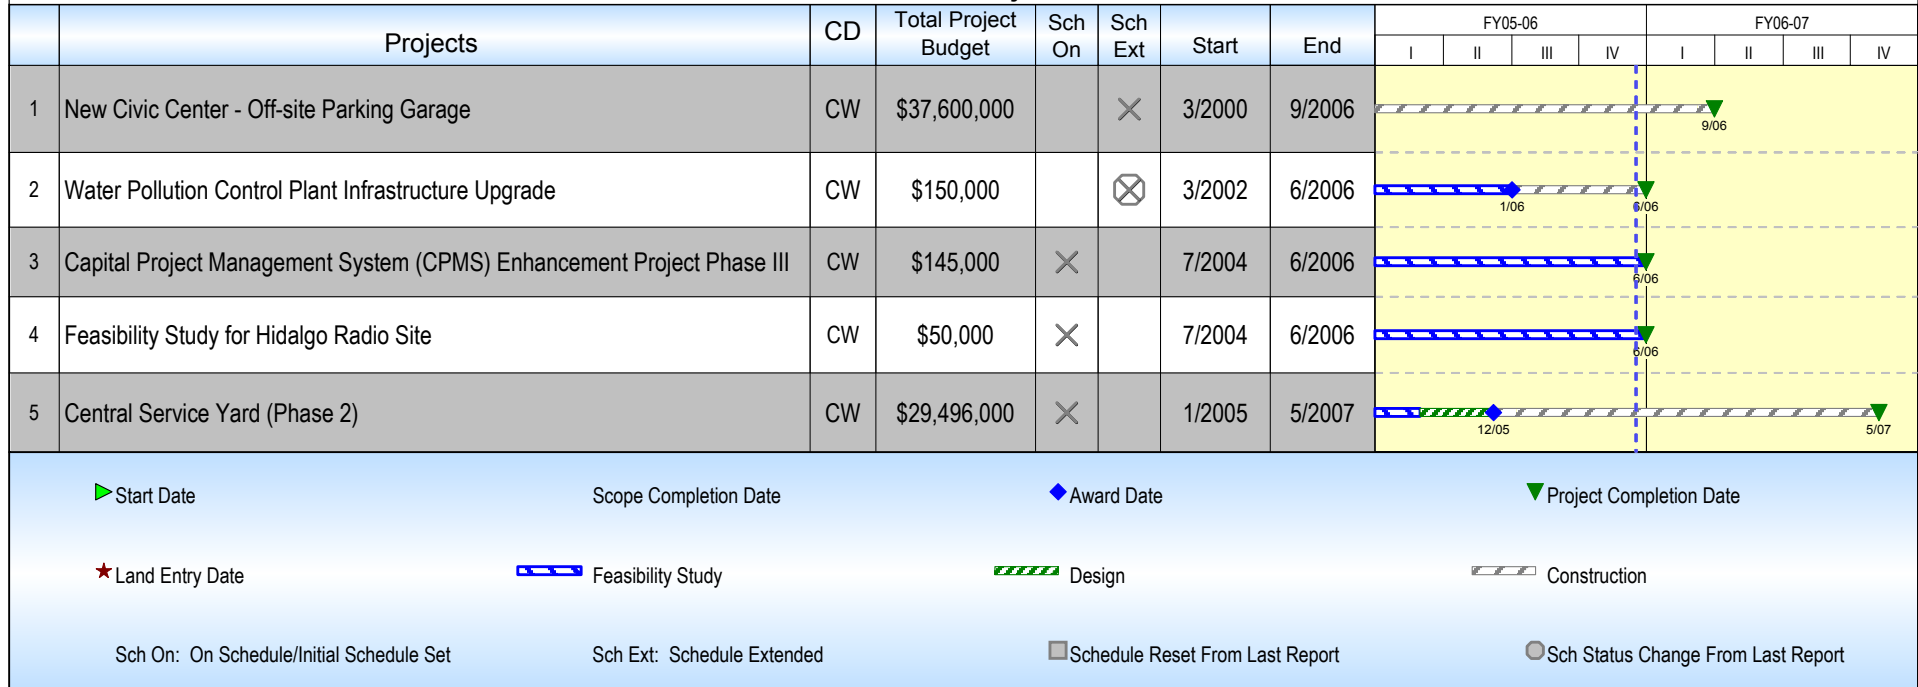 Projects CD Total Project Budget Sch On Sch Ext Start End FY05-06 FY06-07
I II III IV I II III IV
1 New Civic Center - Off-site Parking Garage CW $37,600,000 3/2000 9/2006
9/06
2 Water Pollution Control Plant Infrastructure Upgrade CW $150,000 3/2002 6/2006
1/06 6/06
3 Capital Project Management System (CPMS) Enhancement Project Phase III CW $145,000 7/2004 6/2006
6/06
4 Feasibility Study for Hidalgo Radio Site CW $50,000 7/2004 6/2006
6/06
5 Central Service Yard (Phase 2) CW $29,496,000 1/2005 5/2007
12/05 5/07
Start Date Scope Completion Date Award Date Project Completion Date
Land Entry Date Feasibility Study Design Construction
Sch On: On Schedule/Initial Schedule Set Sch Ext: Schedule Extended Schedule Reset From Last Report Sch Status Change From Last Report